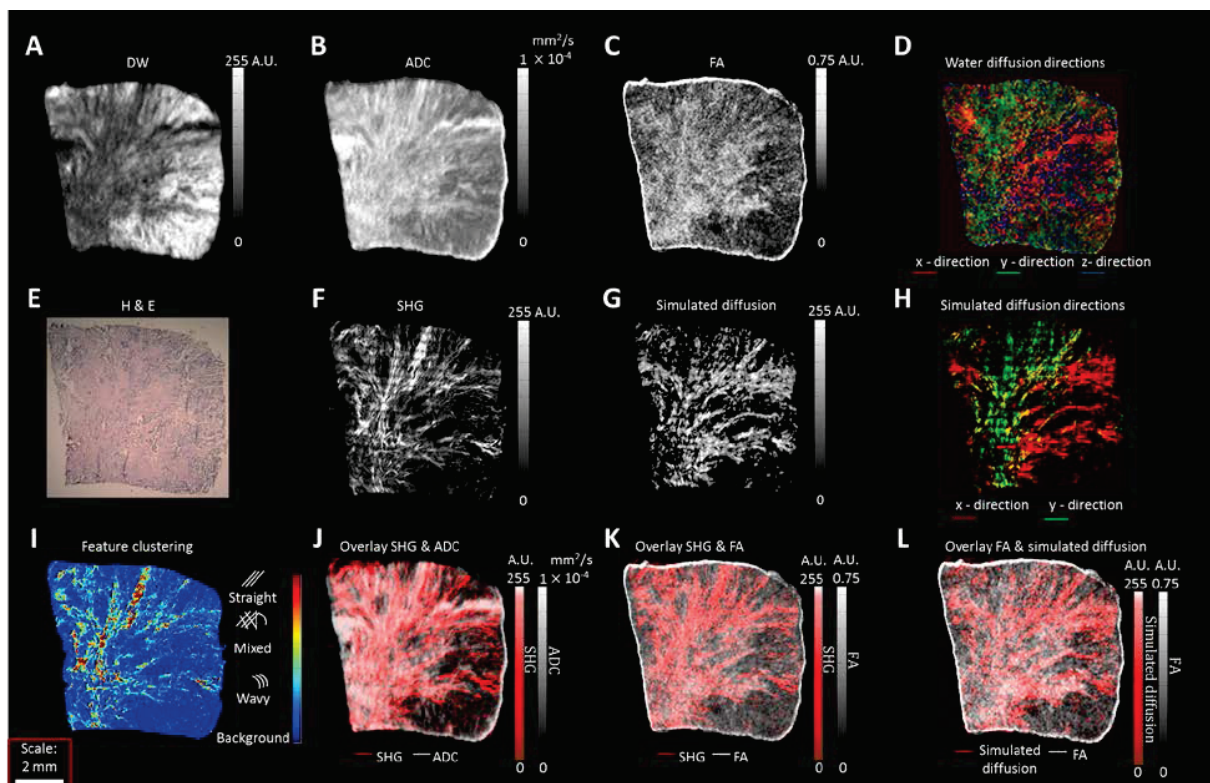 A
DW
255 A.U.
0
B
ADC
mm²/s
1 × 10⁻⁴
0
C
FA
0.75 A.U.
0
D
Water diffusion directions
x - direction y - direction z- direction
E
H & E
F
SHG
255 A.U.
0
G
Simulated diffusion
255 A.U.
0
H
Simulated diffusion directions
x - direction y - direction
I
Feature clustering
Straight
Mixed
Wavy
Background
Scale:
2 mm
J
Overlay SHG & ADC
A.U. mm²/s
255 1 × 10⁻⁴
SHG
ADC
SHG ADC
0 0
K
Overlay SHG & FA
A.U. A.U.
255 0.75
SHG
FA
SHG FA
0 0
L
Overlay FA & simulated diffusion
A.U. A.U.
255 0.75
Simulated diffusion
FA
Simulated FA
diffusion
0 0